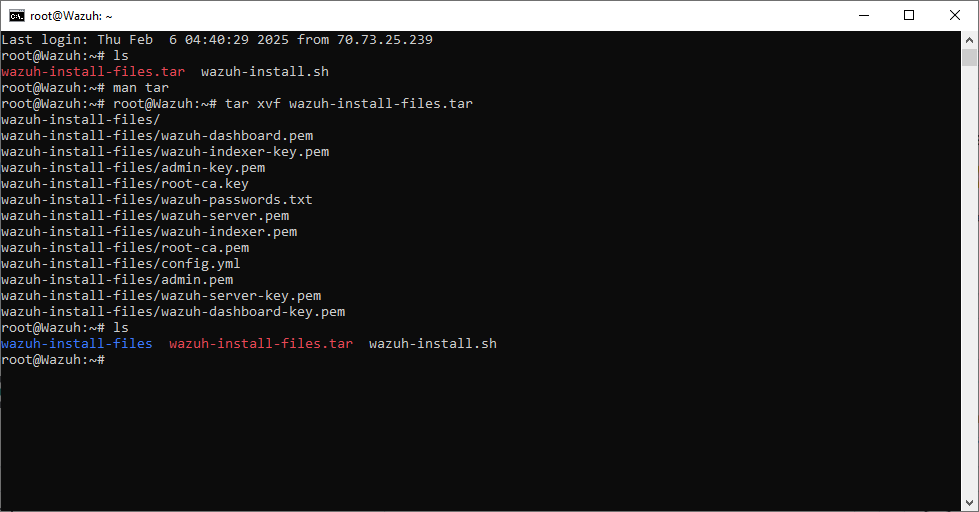 root@Wazuh: ~
Last login: Thu Feb  6 04:40:29 2025 from 70.73.25.239
root@Wazuh:~# ls
wazuh-install-files.tar  wazuh-install.sh
root@Wazuh:~# man tar
root@Wazuh:~# root@Wazuh:~# tar xvf wazuh-install-files.tar
wazuh-install-files/
wazuh-install-files/wazuh-dashboard.pem
wazuh-install-files/wazuh-indexer-key.pem
wazuh-install-files/admin-key.pem
wazuh-install-files/root-ca.key
wazuh-install-files/wazuh-passwords.txt
wazuh-install-files/wazuh-server.pem
wazuh-install-files/wazuh-indexer.pem
wazuh-install-files/root-ca.pem
wazuh-install-files/config.yml
wazuh-install-files/admin.pem
wazuh-install-files/wazuh-server-key.pem
wazuh-install-files/wazuh-dashboard-key.pem
root@Wazuh:~# ls
wazuh-install-files  wazuh-install-files.tar  wazuh-install.sh
root@Wazuh:~#